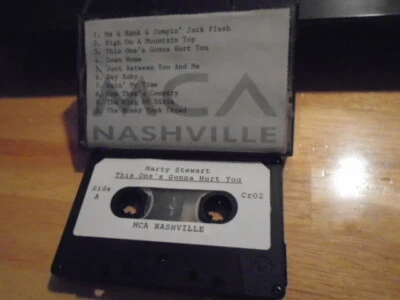 1. Me & Hank & Jumpin' Jack Flash
2. High On A Mountain Top
3. This One's Gonna Hurt You
4. Down Home
5. Just Between You And Me
6. Hey Baby
7. Doin' My Time
8. Now That's Country
9. The King Of Dixie
The Honky Tonk Crowd
MCA
NASHVILLE
Marty Stewart
This One's Gonna Hurt You
Side A
CrO2
MCA NASHVILLE